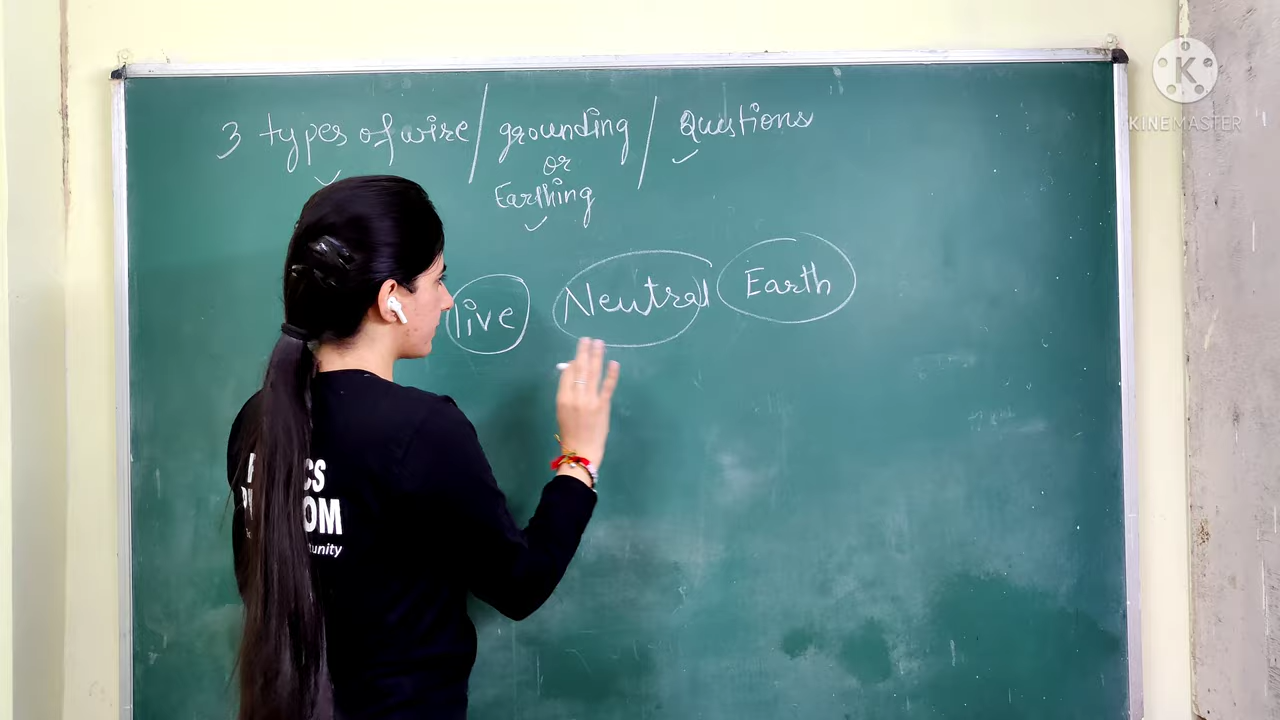 3 types of wire / grounding / Questions
or
Earthing
live Neutral Earth
KINEMASTER